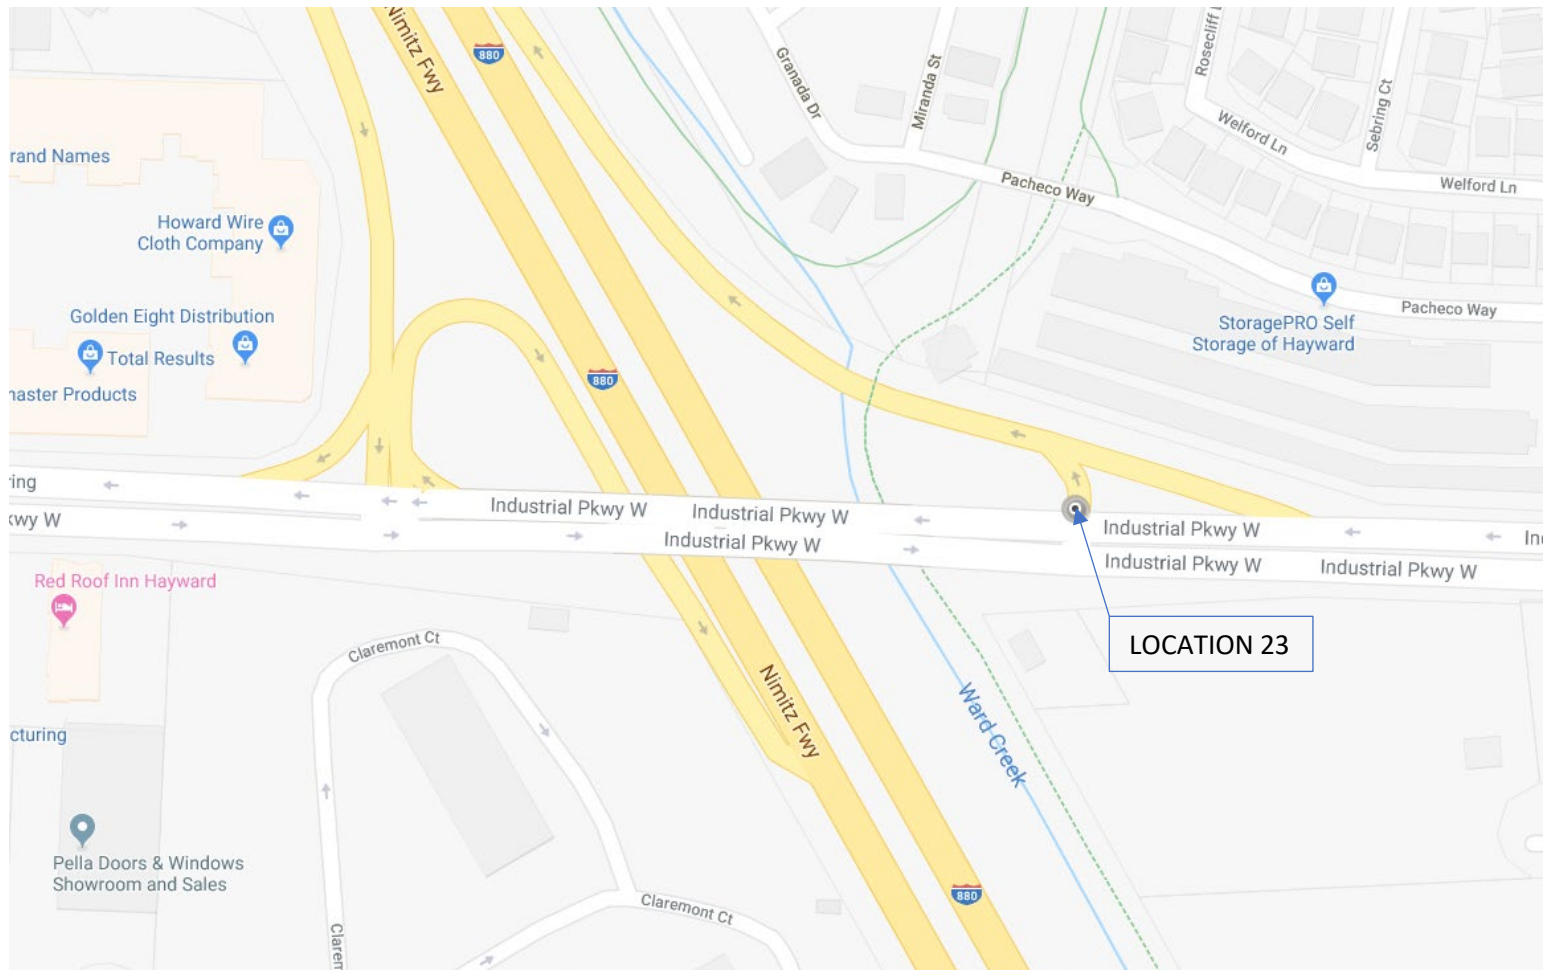 Nimitz Fwy
880
Granada Dr
Miranda St
Rosecliff
Sebring Ct
Welford Ln
Welford Ln
Pacheco Way
rand Names
Howard Wire
Cloth Company
Golden Eight Distribution
Total Results
naster Products
880
StoragePRO Self
Storage of Hayward
Pacheco Way
ring
kwy W
Industrial Pkwy W
Industrial Pkwy W
Industrial Pkwy W
Industrial Pkwy W
In
Industrial Pkwy W
Industrial Pkwy W
Red Roof Inn Hayward
Claremont Ct
LOCATION 23
Nimitz Fwy
Ward Creek
cturing
Pella Doors & Windows
Showroom and Sales
880
Claremont Ct
Clarem